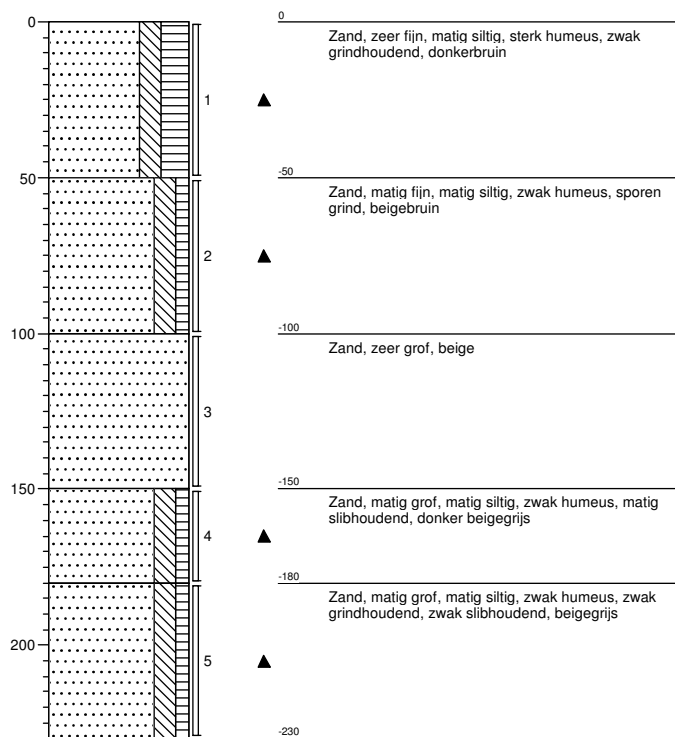 0
0
Zand, zeer fijn, matig siltig, sterk humeus, zwak
grindhoudend, donkerbruin
1
50
-50
Zand, matig fijn, matig siltig, zwak humeus, sporen
grind, beigebruin
2
100
-100
Zand, zeer grof, beige
3
150
-150
Zand, matig grof, matig siltig, zwak humeus, matig
slibhoudend, donker beigegrijs
4
-180
Zand, matig grof, matig siltig, zwak humeus, zwak
grindhoudend, zwak slibhoudend, beigegrijs
200
5
-230